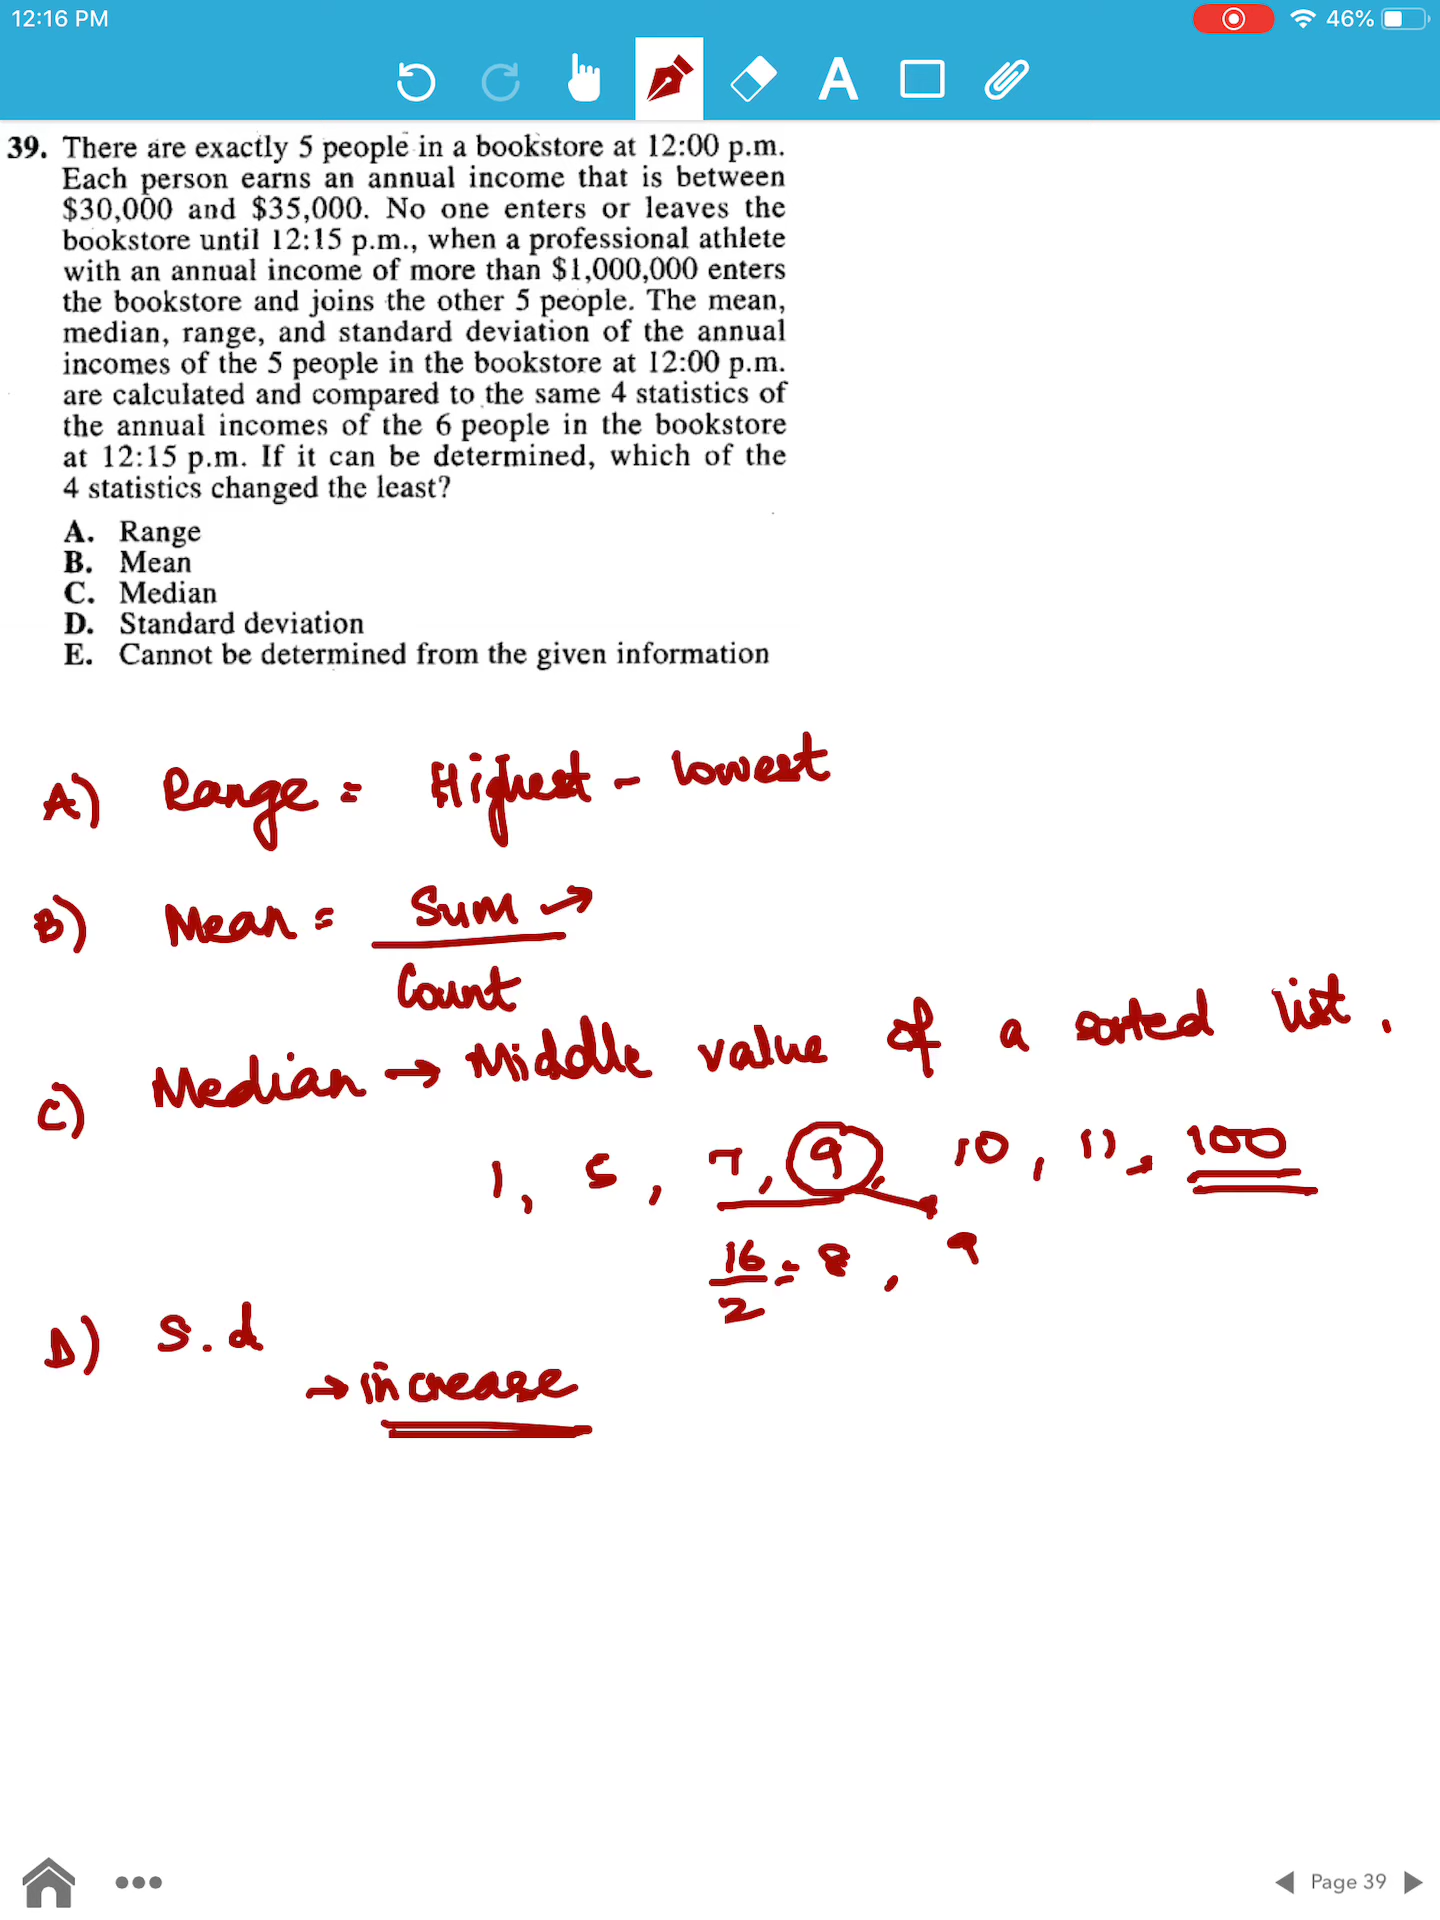 12:16 PM
46%
A
39. There are exactly 5 people in a bookstore at 12:00 p.m.
Each person earns an annual income that is between
$30,000 and $35,000. No one enters or leaves the
bookstore until 12:15 p.m., when a professional athlete
with an annual income of more than $1,000,000 enters
the bookstore and joins the other 5 people. The mean,
median, range, and standard deviation of the annual
incomes of the 5 people in the bookstore at 12:00 p.m.
are calculated and compared to the same 4 statistics of
the annual incomes of the 6 people in the bookstore
at 12:15 p.m. If it can be determined, which of the
4 statistics changed the least?
A. Range
B. Mean
C. Median
D. Standard deviation
E. Cannot be determined from the given information
A) Range = Highest - lowest
B) Mean = Sum →
Count
C) Median → Middle value of a sorted list.
1, 5, 7, 9, 10, 11, 100
16/2 = 8, 9
D) S.d
→ increase
Page 39